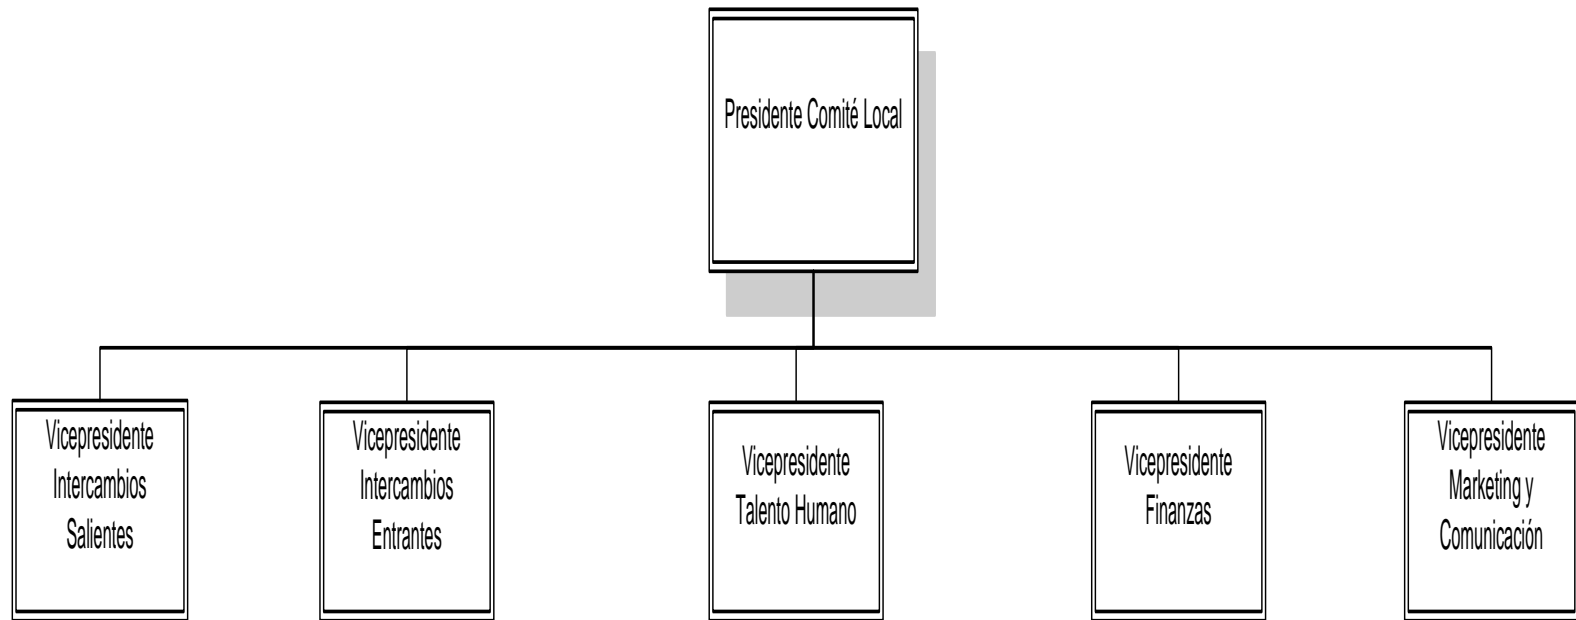 Presidente Comité Local
Vicepresidente
Intercambios
Salientes
Vicepresidente
Intercambios
Entrantes
Vicepresidente
Talento Humano
Vicepresidente
Finanzas
Vicepresidente
Marketing y
Comunicación